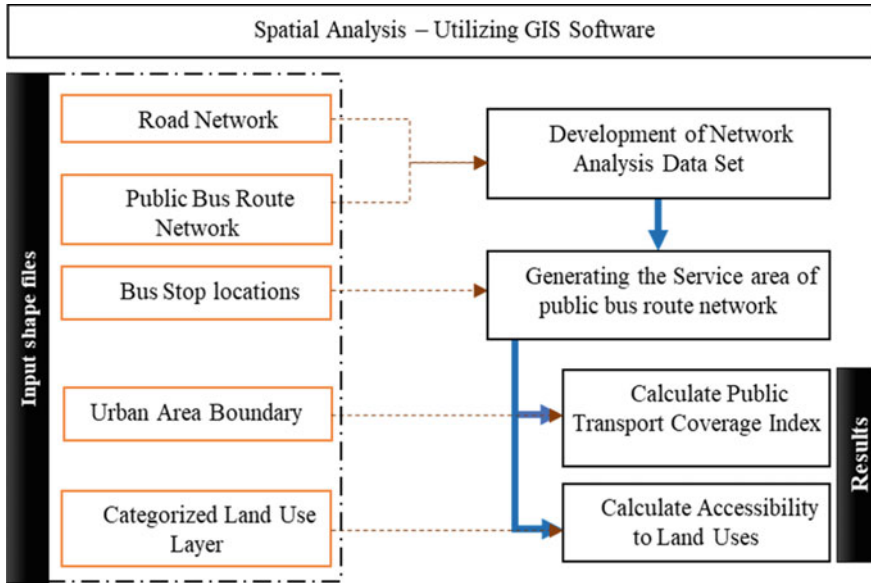 Spatial Analysis – Utilizing GIS Software
Input shape files
Road Network
Public Bus Route
Network
Bus Stop locations
Urban Area Boundary
Categorized Land Use
Layer
Development of Network
Analysis Data Set
Generating the Service area of
public bus route network
Calculate Public
Transport Coverage Index
Calculate Accessibility
to Land Uses
Results